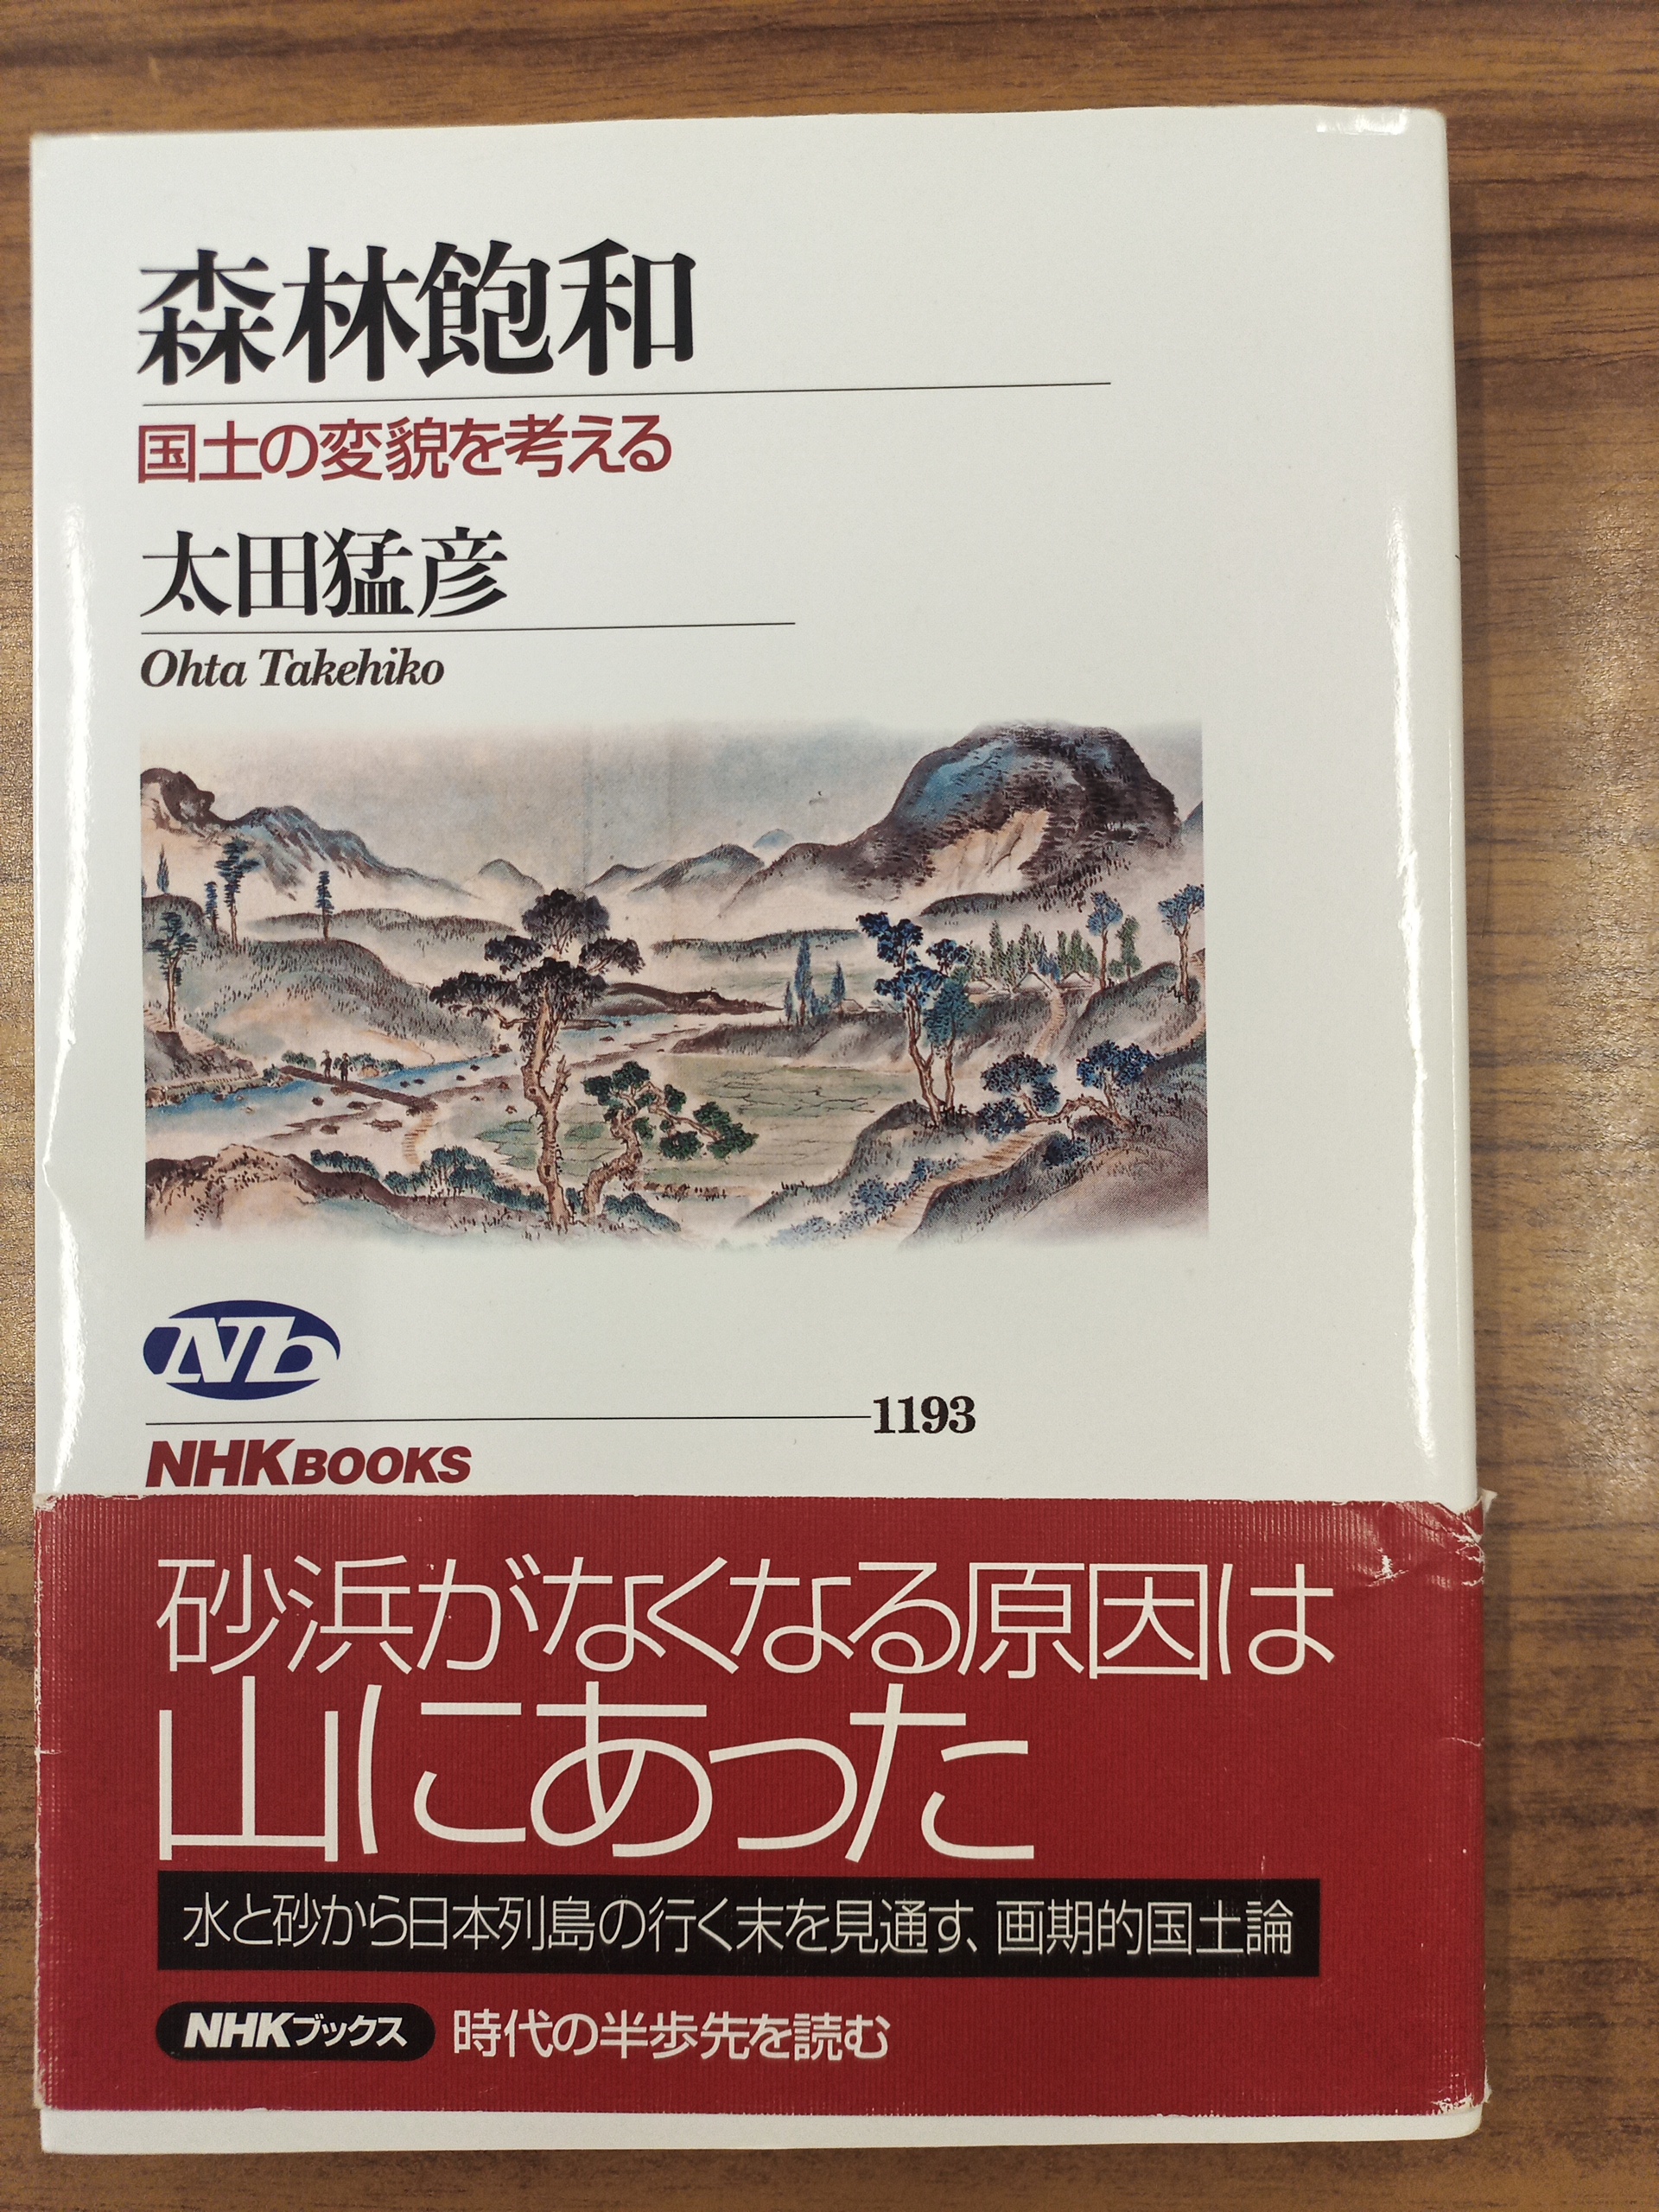 森林飽和
国土の変貌を考える
太田猛彦
Ohta Takehiko
Nb
1193
NHK BOOKS
砂浜がなくなる原因は
山にあった
水と砂から日本列島の行く末を見通す、画期的国土論
NHKブックス 時代の半歩先を読む